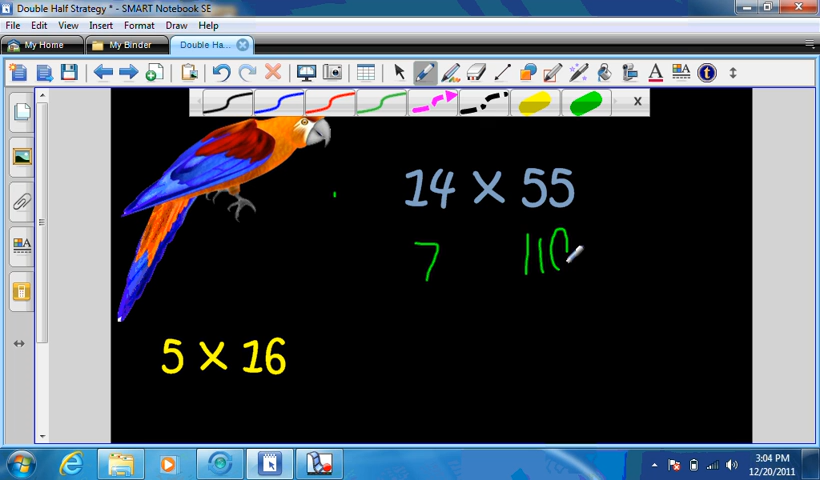 Double Half Strategy * - SMART Notebook SE
File Edit View Insert Format Draw Help
My Home My Binder Double Ha...
A A t
x
14 X 55
7 110
5 X 16
3:04 PM
12/20/2011